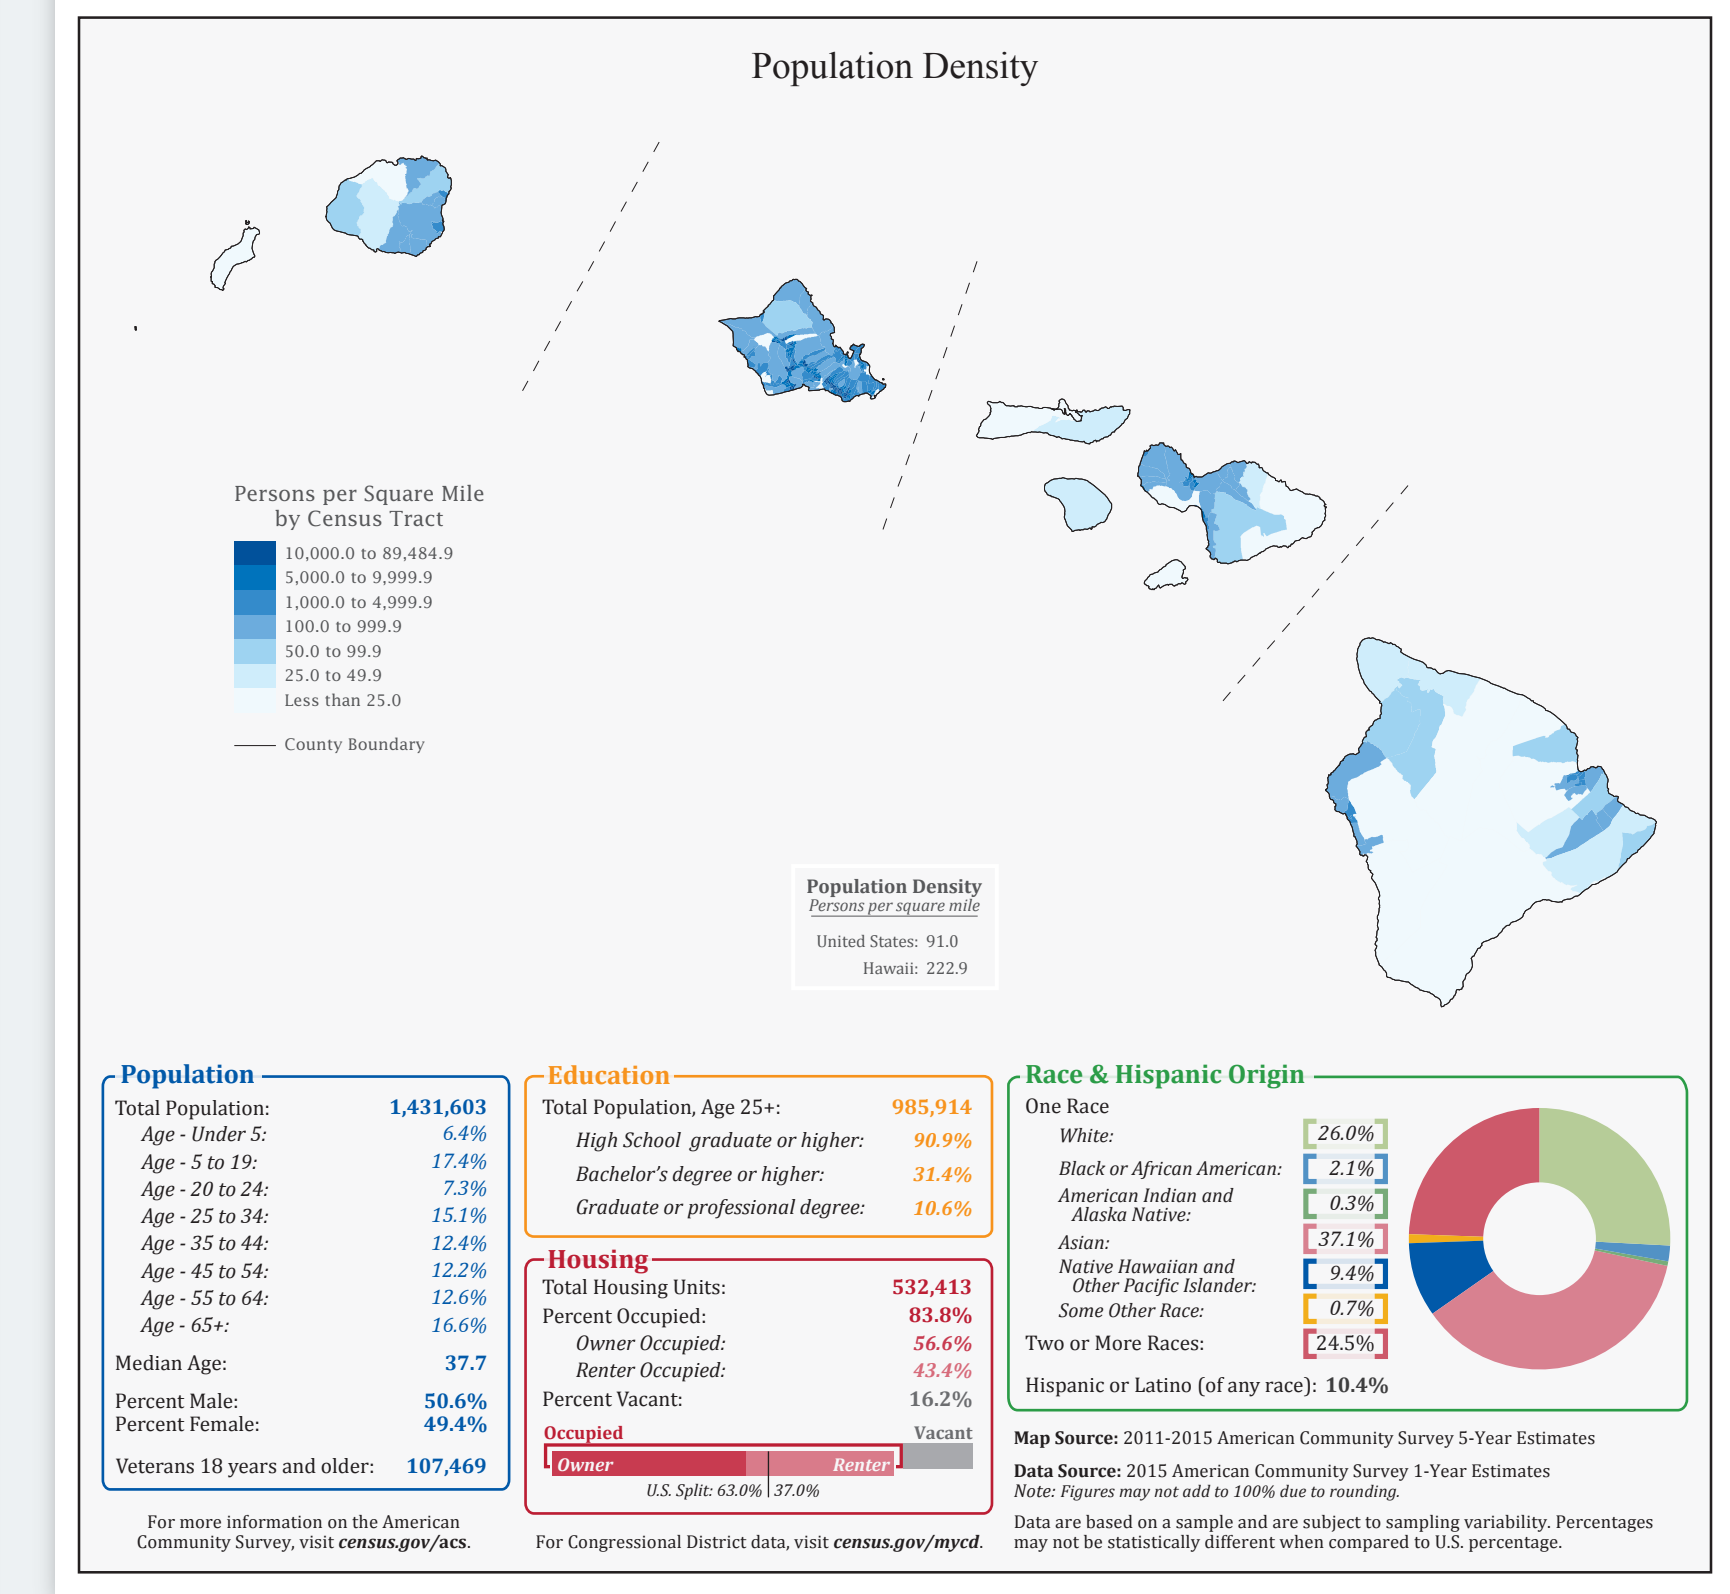 Population Density
Persons per Square Mile
by Census Tract
10,000.0 to 89,484.9
5,000.0 to 9,999.9
1,000.0 to 4,999.9
100.0 to 999.9
50.0 to 99.9
25.0 to 49.9
Less than 25.0
County Boundary
Population Density
Persons per square mile
United States: 91.0
Hawaii: 222.9
Population
Total Population: 1,431,603
Age - Under 5: 6.4%
Age - 5 to 19: 17.4%
Age - 20 to 24: 7.3%
Age - 25 to 34: 15.1%
Age - 35 to 44: 12.4%
Age - 45 to 54: 12.2%
Age - 55 to 64: 12.6%
Age - 65+: 16.6%
Median Age: 37.7
Percent Male: 50.6%
Percent Female: 49.4%
Veterans 18 years and older: 107,469
For more information on the American
Community Survey, visit census.gov/acs.
Education
Total Population, Age 25+: 985,914
High School graduate or higher: 90.9%
Bachelor's degree or higher: 31.4%
Graduate or professional degree: 10.6%
Housing
Total Housing Units: 532,413
Percent Occupied: 83.8%
Owner Occupied: 56.6%
Renter Occupied: 43.4%
Percent Vacant: 16.2%
Occupied Vacant
Owner Renter
U.S. Split: 63.0% 37.0%
For Congressional District data, visit census.gov/mycd.
Race & Hispanic Origin
One Race
White: 26.0%
Black or African American: 2.1%
American Indian and
Alaska Native: 0.3%
Asian: 37.1%
Native Hawaiian and
Other Pacific Islander: 9.4%
Some Other Race: 0.7%
Two or More Races: 24.5%
Hispanic or Latino (of any race): 10.4%
Map Source: 2011-2015 American Community Survey 5-Year Estimates
Data Source: 2015 American Community Survey 1-Year Estimates
Note: Figures may not add to 100% due to rounding.
Data are based on a sample and are subject to sampling variability. Percentages
may not be statistically different when compared to U.S. percentage.